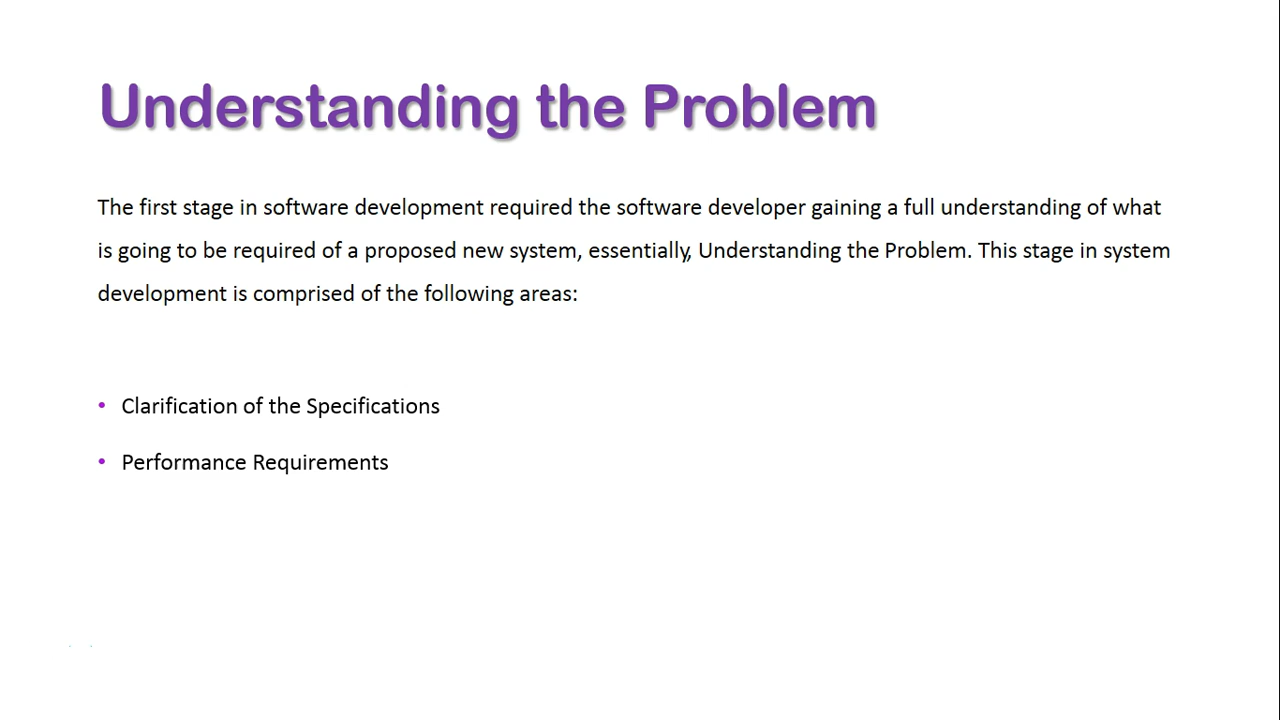 Understanding the Problem
The first stage in software development required the software developer gaining a full understanding of what
is going to be required of a proposed new system, essentially, Understanding the Problem. This stage in system
development is comprised of the following areas:
• Clarification of the Specifications
• Performance Requirements